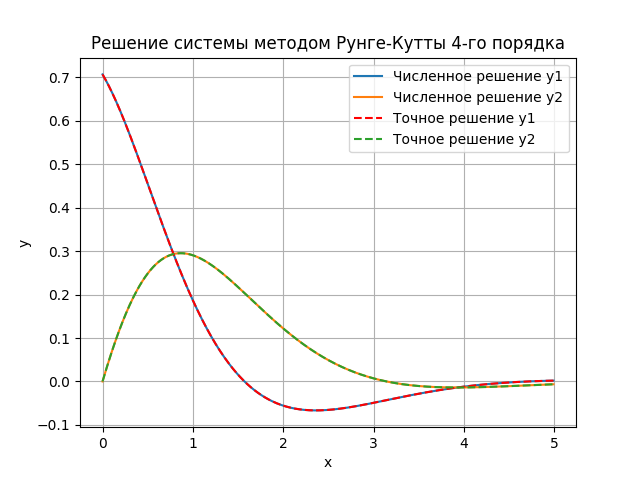 Решение системы методом Рунге-Кутты 4-го порядка
Численное решение y1
Численное решение y2
Точное решение y1
Точное решение y2
0.7
0.6
0.5
0.4
0.3
0.2
0.1
0.0
−0.1
y
0 1 2 3 4 5
x